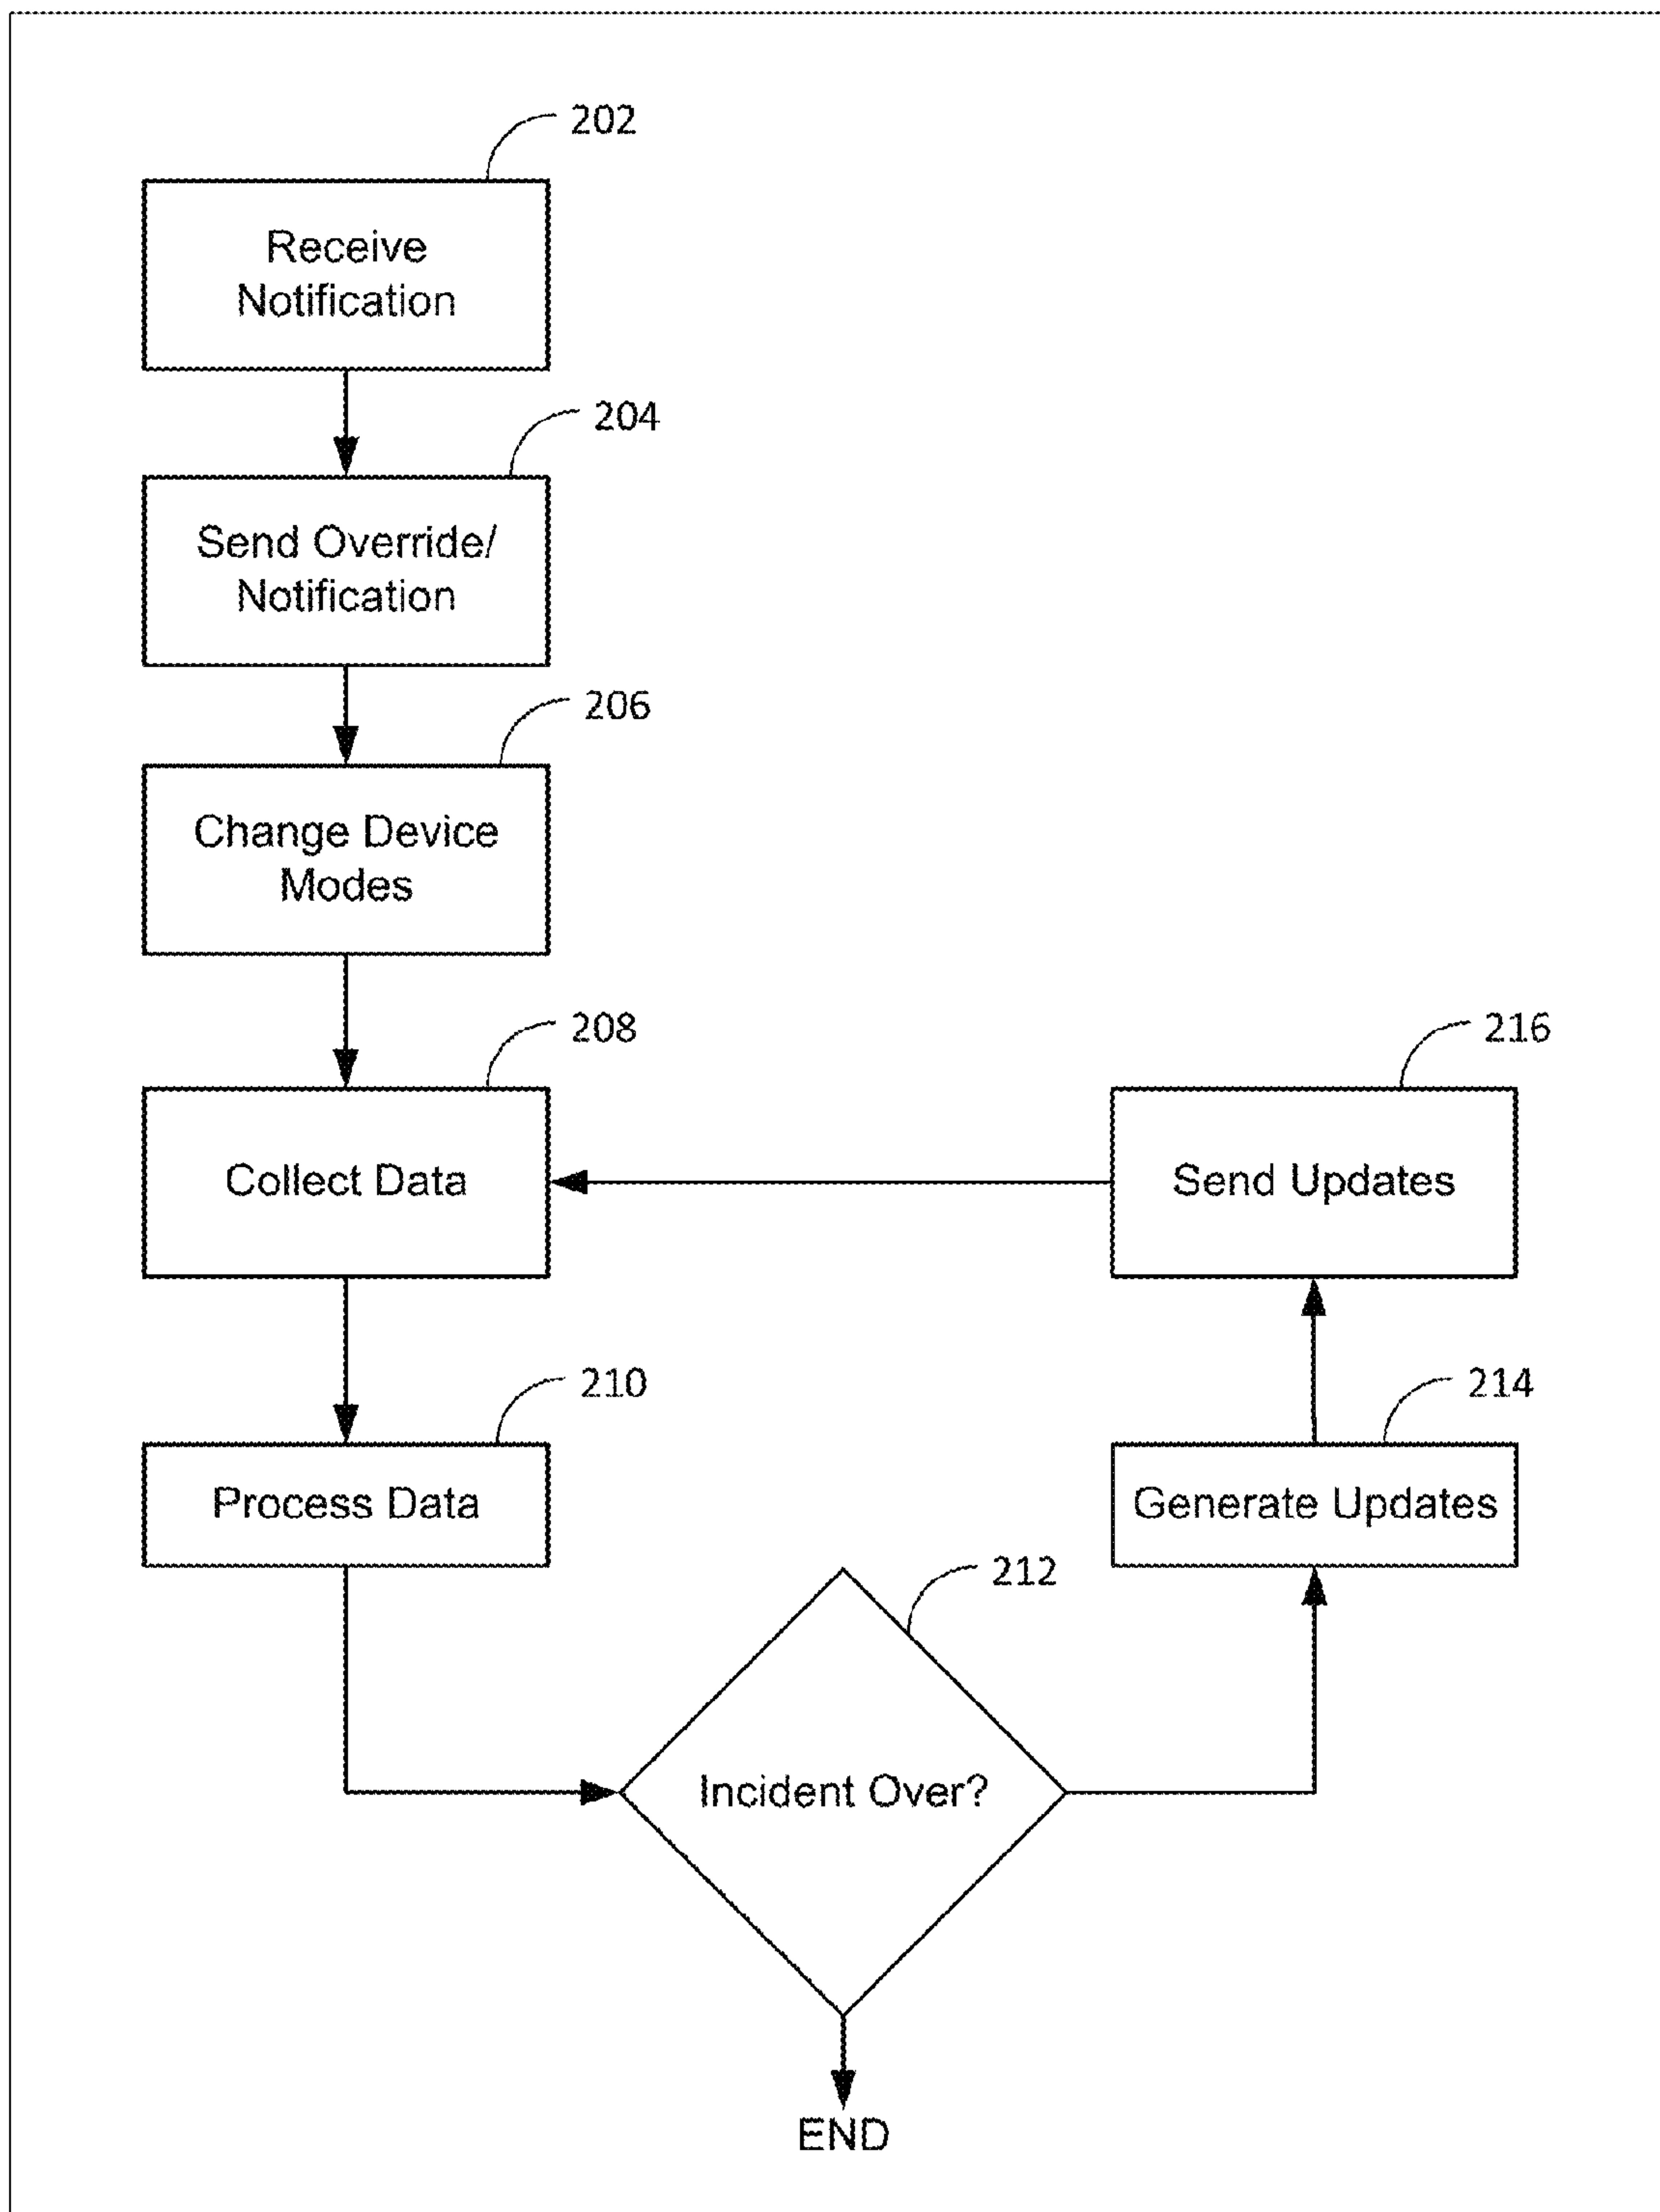 202
Receive
Notification
204
Send Override/
Notification
206
Change Device
Modes
208
Collect Data
216
Send Updates
210
Process Data
214
Generate Updates
212
Incident Over?
END